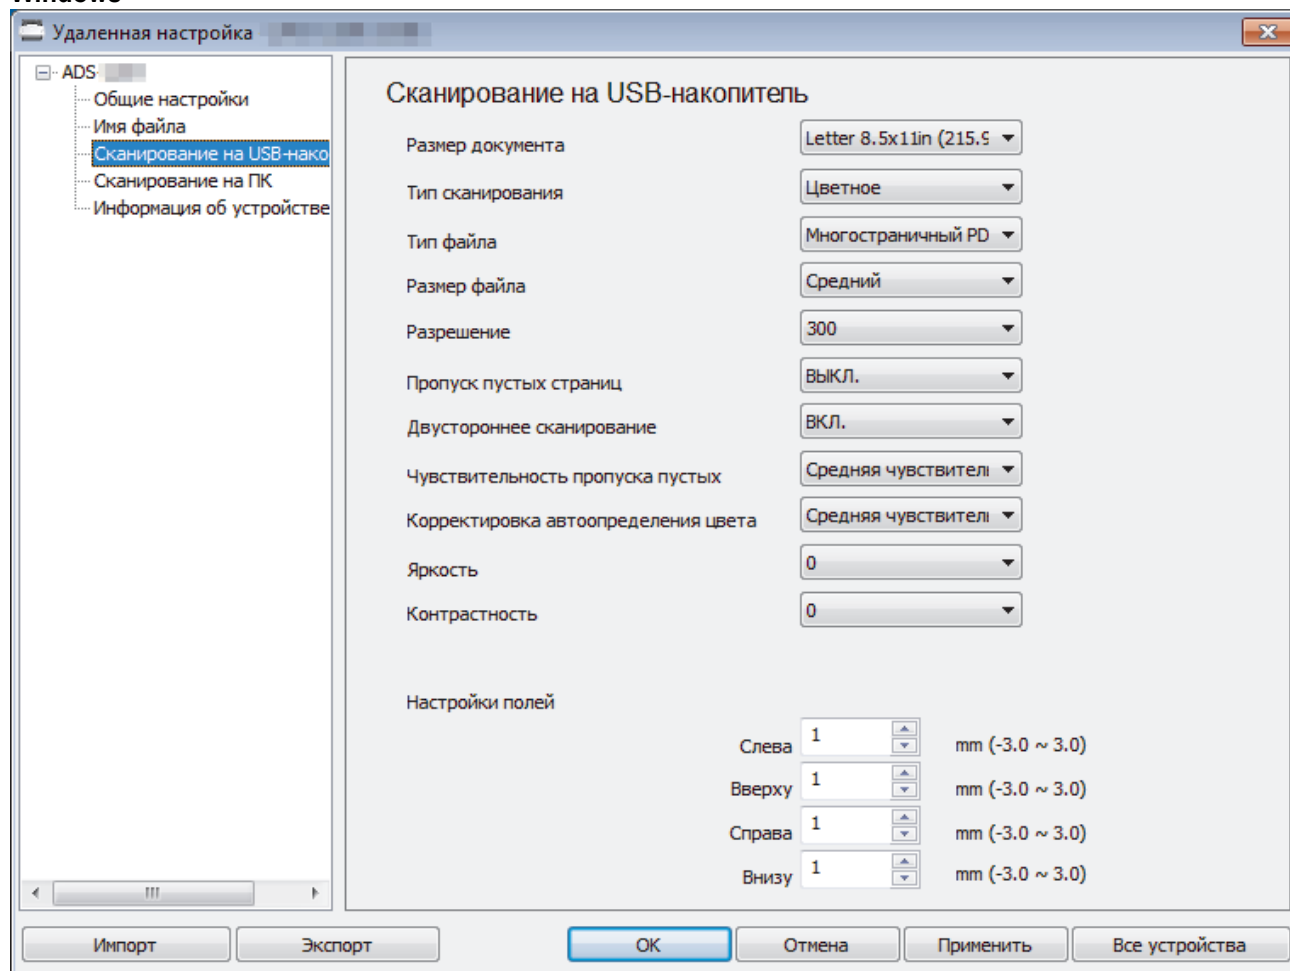 Windows
Удаленная настройка
ADS-
Общие настройки
Имя файла
Сканирование на USB-нако
Сканирование на ПК
Информация об устройстве
Сканирование на USB-накопитель
Размер документа
Letter 8.5x11in (215.9
Тип сканирования
Цветное
Тип файла
Многостраничный PD
Размер файла
Средний
Разрешение
300
Пропуск пустых страниц
ВЫКЛ.
Двустороннее сканирование
ВКЛ.
Чувствительность пропуска пустых
Средняя чувствител
Корректировка автоопределения цвета
Средняя чувствител
Яркость
0
Контрастность
0
Настройки полей
Слева 1 mm (-3.0 ~ 3.0)
Вверху 1 mm (-3.0 ~ 3.0)
Справа 1 mm (-3.0 ~ 3.0)
Внизу 1 mm (-3.0 ~ 3.0)
Импорт Экспорт OK Отмена Применить Все устройства